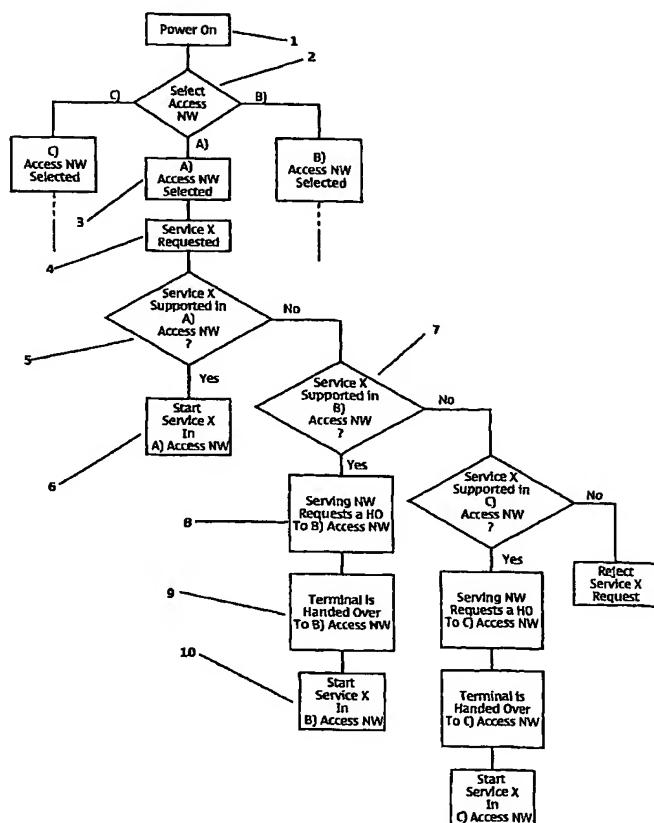 Power On
1
2
Select
Access
NW
C)
B)
A)
C)
Access NW
Selected
A)
Access NW
Selected
B)
Access NW
Selected
3
Service X
Requested
4
Service X
Supported in
A)
Access NW
?
No
5
Yes
7
Service X
Supported in
B)
Access NW
?
No
Start
Service X
In
A) Access NW
6
Yes
Service X
Supported in
C)
Access NW
?
No
8
Serving NW
Requests a HO
To B) Access NW
Yes
Reject
Service X
Request
Serving NW
Requests a HO
To C) Access NW
9
Terminal is
Handed Over
To B) Access NW
10
Start
Service X
In
B) Access NW
Terminal is
Handed Over
To C) Access NW
Start
Service X
In
C) Access NW